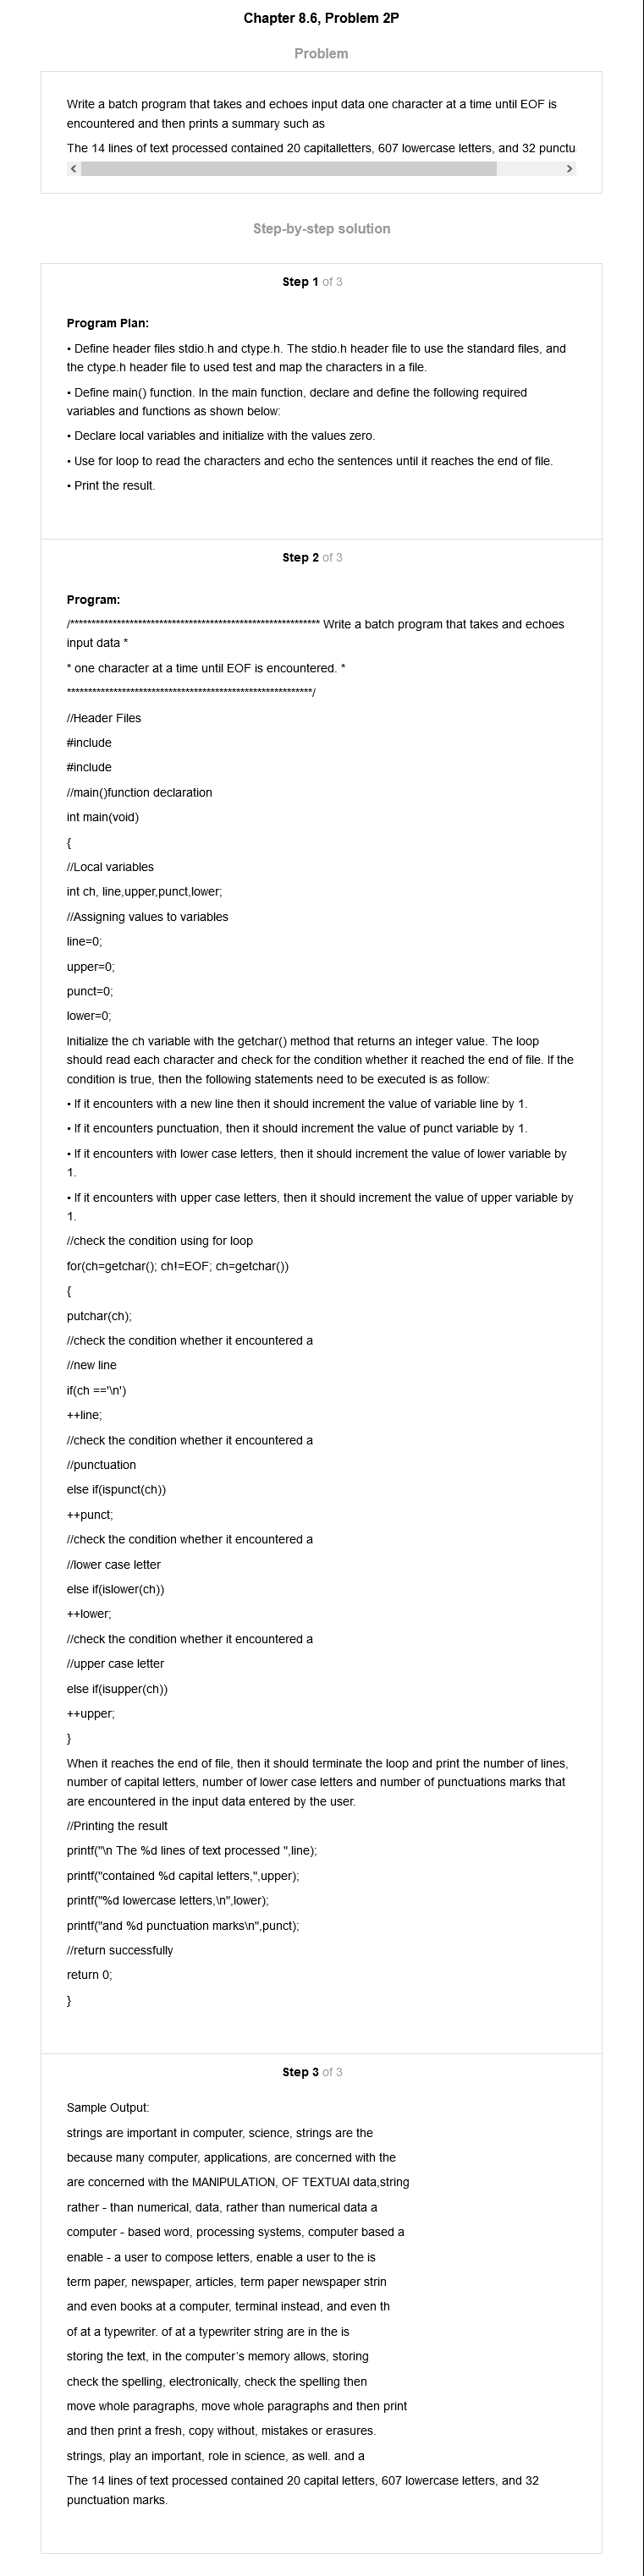 Chapter 8.6, Problem 2P
Problem
Write a batch program that takes and echoes input data one character at a time until EOF is
encountered and then prints a summary such as
The 14 lines of text processed contained 20 capitalletters, 607 lowercase letters, and 32 punctu
Step-by-step solution
Step 1 of 3
Program Plan:
• Define header files stdio.h and ctype.h. The stdio.h header file to use the standard files, and
the ctype.h header file to used test and map the characters in a file.
• Define main() function. In the main function, declare and define the following required
variables and functions as shown below:
• Declare local variables and initialize with the values zero.
• Use for loop to read the characters and echo the sentences until it reaches the end of file.
• Print the result.
Step 2 of 3
Program:
/*********************************************************** Write a batch program that takes and echoes
input data *
* one character at a time until EOF is encountered. *
**********************************************************/
//Header Files
#include
#include
//main()function declaration
int main(void)
{
//Local variables
int ch, line,upper,punct,lower;
//Assigning values to variables
line=0;
upper=0;
punct=0;
lower=0;
Initialize the ch variable with the getchar() method that returns an integer value. The loop
should read each character and check for the condition whether it reached the end of file. If the
condition is true, then the following statements need to be executed is as follow:
• If it encounters with a new line then it should increment the value of variable line by 1.
• If it encounters punctuation, then it should increment the value of punct variable by 1.
• If it encounters with lower case letters, then it should increment the value of lower variable by
1.
• If it encounters with upper case letters, then it should increment the value of upper variable by
1.
//check the condition using for loop
for(ch=getchar(); ch!=EOF; ch=getchar())
{
putchar(ch);
//check the condition whether it encountered a
//new line
if(ch =='\n')
++line;
//check the condition whether it encountered a
//punctuation
else if(ispunct(ch))
++punct;
//check the condition whether it encountered a
//lower case letter
else if(islower(ch))
++lower;
//check the condition whether it encountered a
//upper case letter
else if(isupper(ch))
++upper;
}
When it reaches the end of file, then it should terminate the loop and print the number of lines,
number of capital letters, number of lower case letters and number of punctuations marks that
are encountered in the input data entered by the user.
//Printing the result
printf("\n The %d lines of text processed ",line);
printf("contained %d capital letters,",upper);
printf("%d lowercase letters,\n",lower);
printf("and %d punctuation marks\n",punct);
//return successfully
return 0;
}
Step 3 of 3
Sample Output:
strings are important in computer, science, strings are the
because many computer, applications, are concerned with the
are concerned with the MANIPULATION, OF TEXTUAl data,string
rather - than numerical, data, rather than numerical data a
computer - based word, processing systems, computer based a
enable - a user to compose letters, enable a user to the is
term paper, newspaper, articles, term paper newspaper strin
and even books at a computer, terminal instead, and even th
of at a typewriter. of at a typewriter string are in the is
storing the text, in the computer's memory allows, storing
check the spelling, electronically, check the spelling then
move whole paragraphs, move whole paragraphs and then print
and then print a fresh, copy without, mistakes or erasures.
strings, play an important, role in science, as well. and a
The 14 lines of text processed contained 20 capital letters, 607 lowercase letters, and 32
punctuation marks.